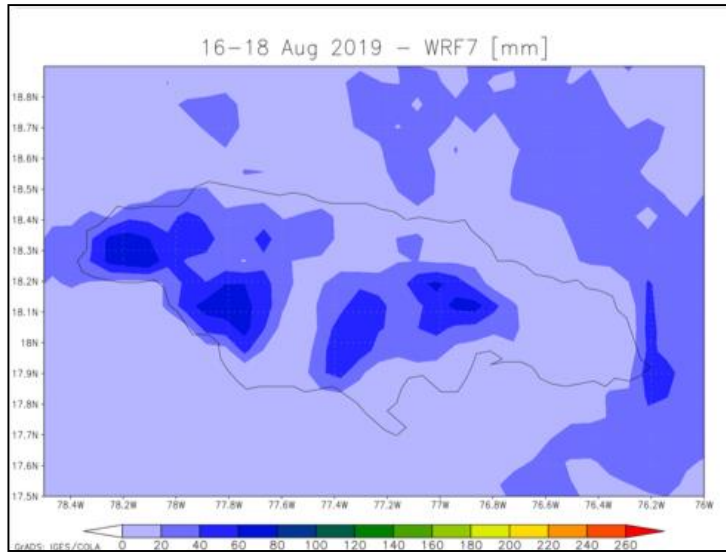 16-18 Aug 2019 - WRF7 [mm]
18.8N
18.7N
18.6N
18.5N
18.4N
18.3N
18.2N
18.1N
18N
17.9N
17.8N
17.7N
17.6N
17.5N
78.4W 78.2W 78W 77.8W 77.6W 77.4W 77.2W 77W 76.8W 76.6W 76.4W 76.2W 76W
0 20 40 60 80 100 120 140 160 180 200 220 240 260
GrADS: IGES/COLA